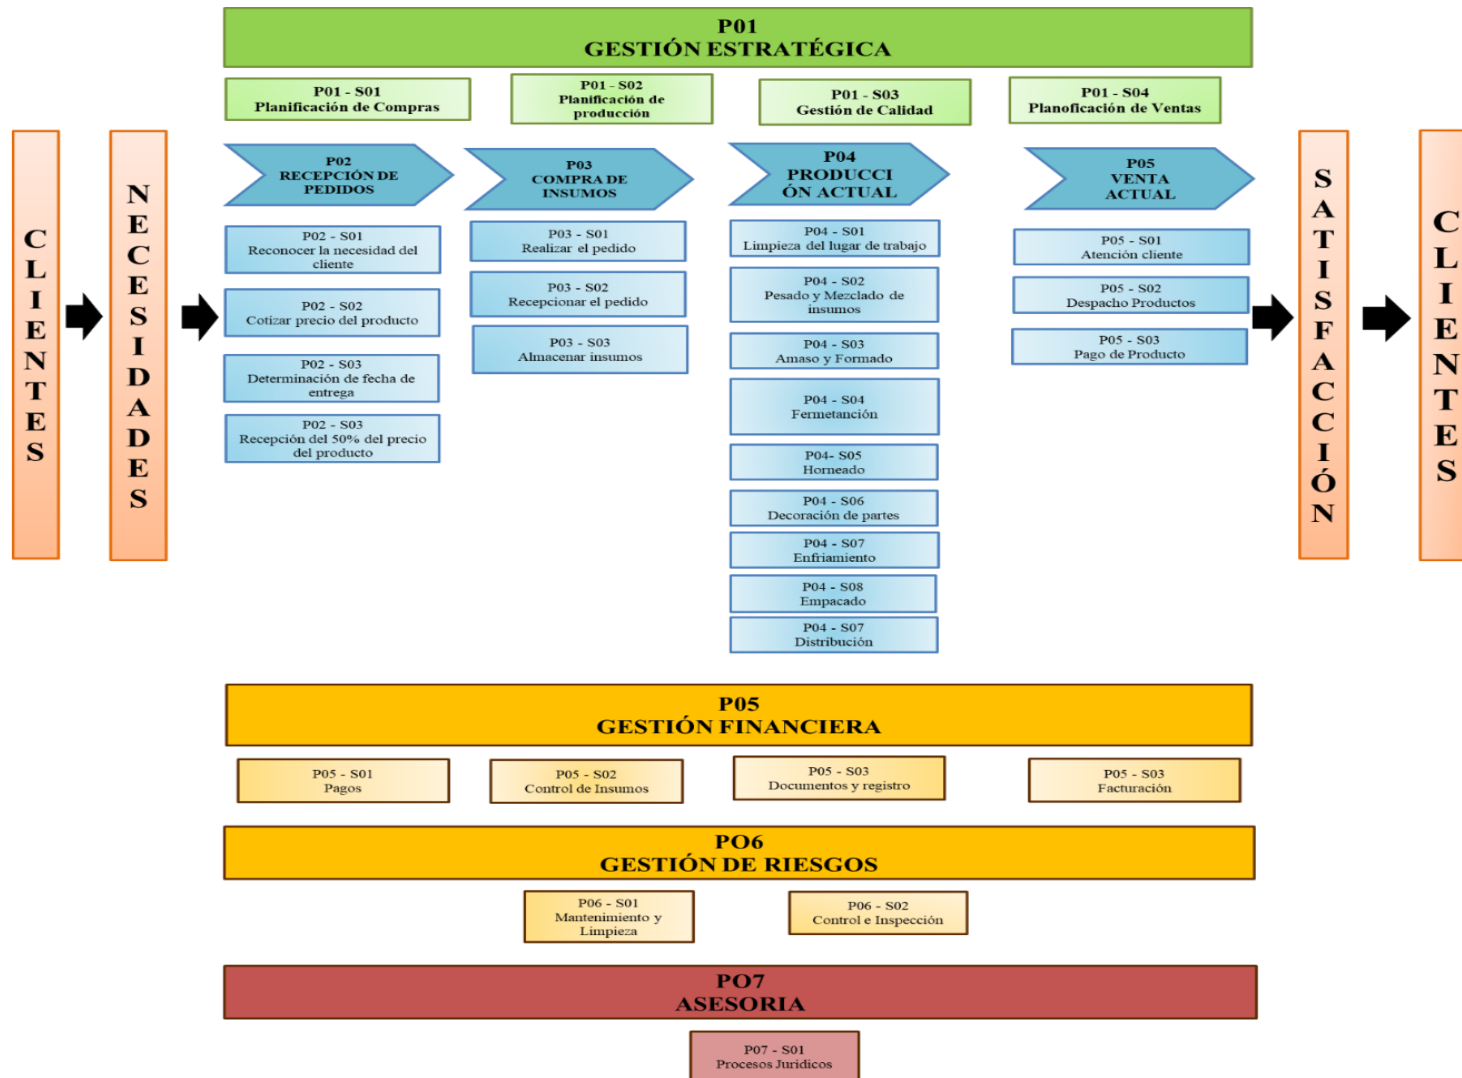 P01
GESTIÓN ESTRATÉGICA
P01 - S01
Planificación de Compras
P01 - S02
Planificación de
producción
P01 - S03
Gestión de Calidad
P01 - S04
Planoficación de Ventas
CLIENTES
NECESIDADES
P02
RECEPCIÓN DE
PEDIDOS
P02 - S01
Reconocer la necesidad del
cliente
P02 - S02
Cotizar precio del producto
P02 - S03
Determinación de fecha de
entrega
P02 - S03
Recepción del 50% del precio
del producto
P03
COMPRA DE
INSUMOS
P03 - S01
Realizar el pedido
P03 - S02
Recepcionar el pedido
P03 - S03
Almacenar insumos
P04
PRODUCCI
ÓN ACTUAL
P04 - S01
Limpieza del lugar de trabajo
P04 - S02
Pesado y Mezclado de
insumos
P04 - S03
Amaso y Formado
P04 - S04
Fermetanción
P04- S05
Horneado
P04 - S06
Decoración de partes
P04 - S07
Enfriamiento
P04 - S08
Empacado
P04 - S07
Distribución
P05
VENTA
ACTUAL
P05 - S01
Atención cliente
P05 - S02
Despacho Productos
P05 - S03
Pago de Producto
SATISFACCIÓN
CLIENTES
P05
GESTIÓN FINANCIERA
P05 - S01
Pagos
P05 - S02
Control de Insumos
P05 - S03
Documentos y registro
P05 - S03
Facturación
PO6
GESTIÓN DE RIESGOS
P06 - S01
Mantenimiento y
Limpieza
P06 - S02
Control e Inspección
PO7
ASESORIA
P07 - S01
Procesos Jurídicos